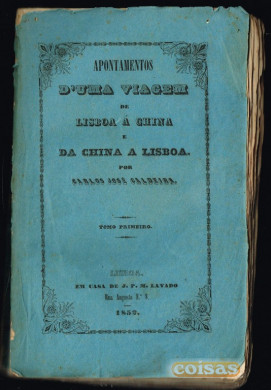 APONTAMENTOS
D'UMA VIAGEM
DE
LISBOA Á CHINA
E
DA CHINA A LISBOA.
POR
CARLOS JOSÉ CALDEIRA.
TOMO PRIMEIRO.
LISBOA.
EM CASA DE J. P. M. LAVADO
Rua Augusta N.º 8.
1852.
coisas